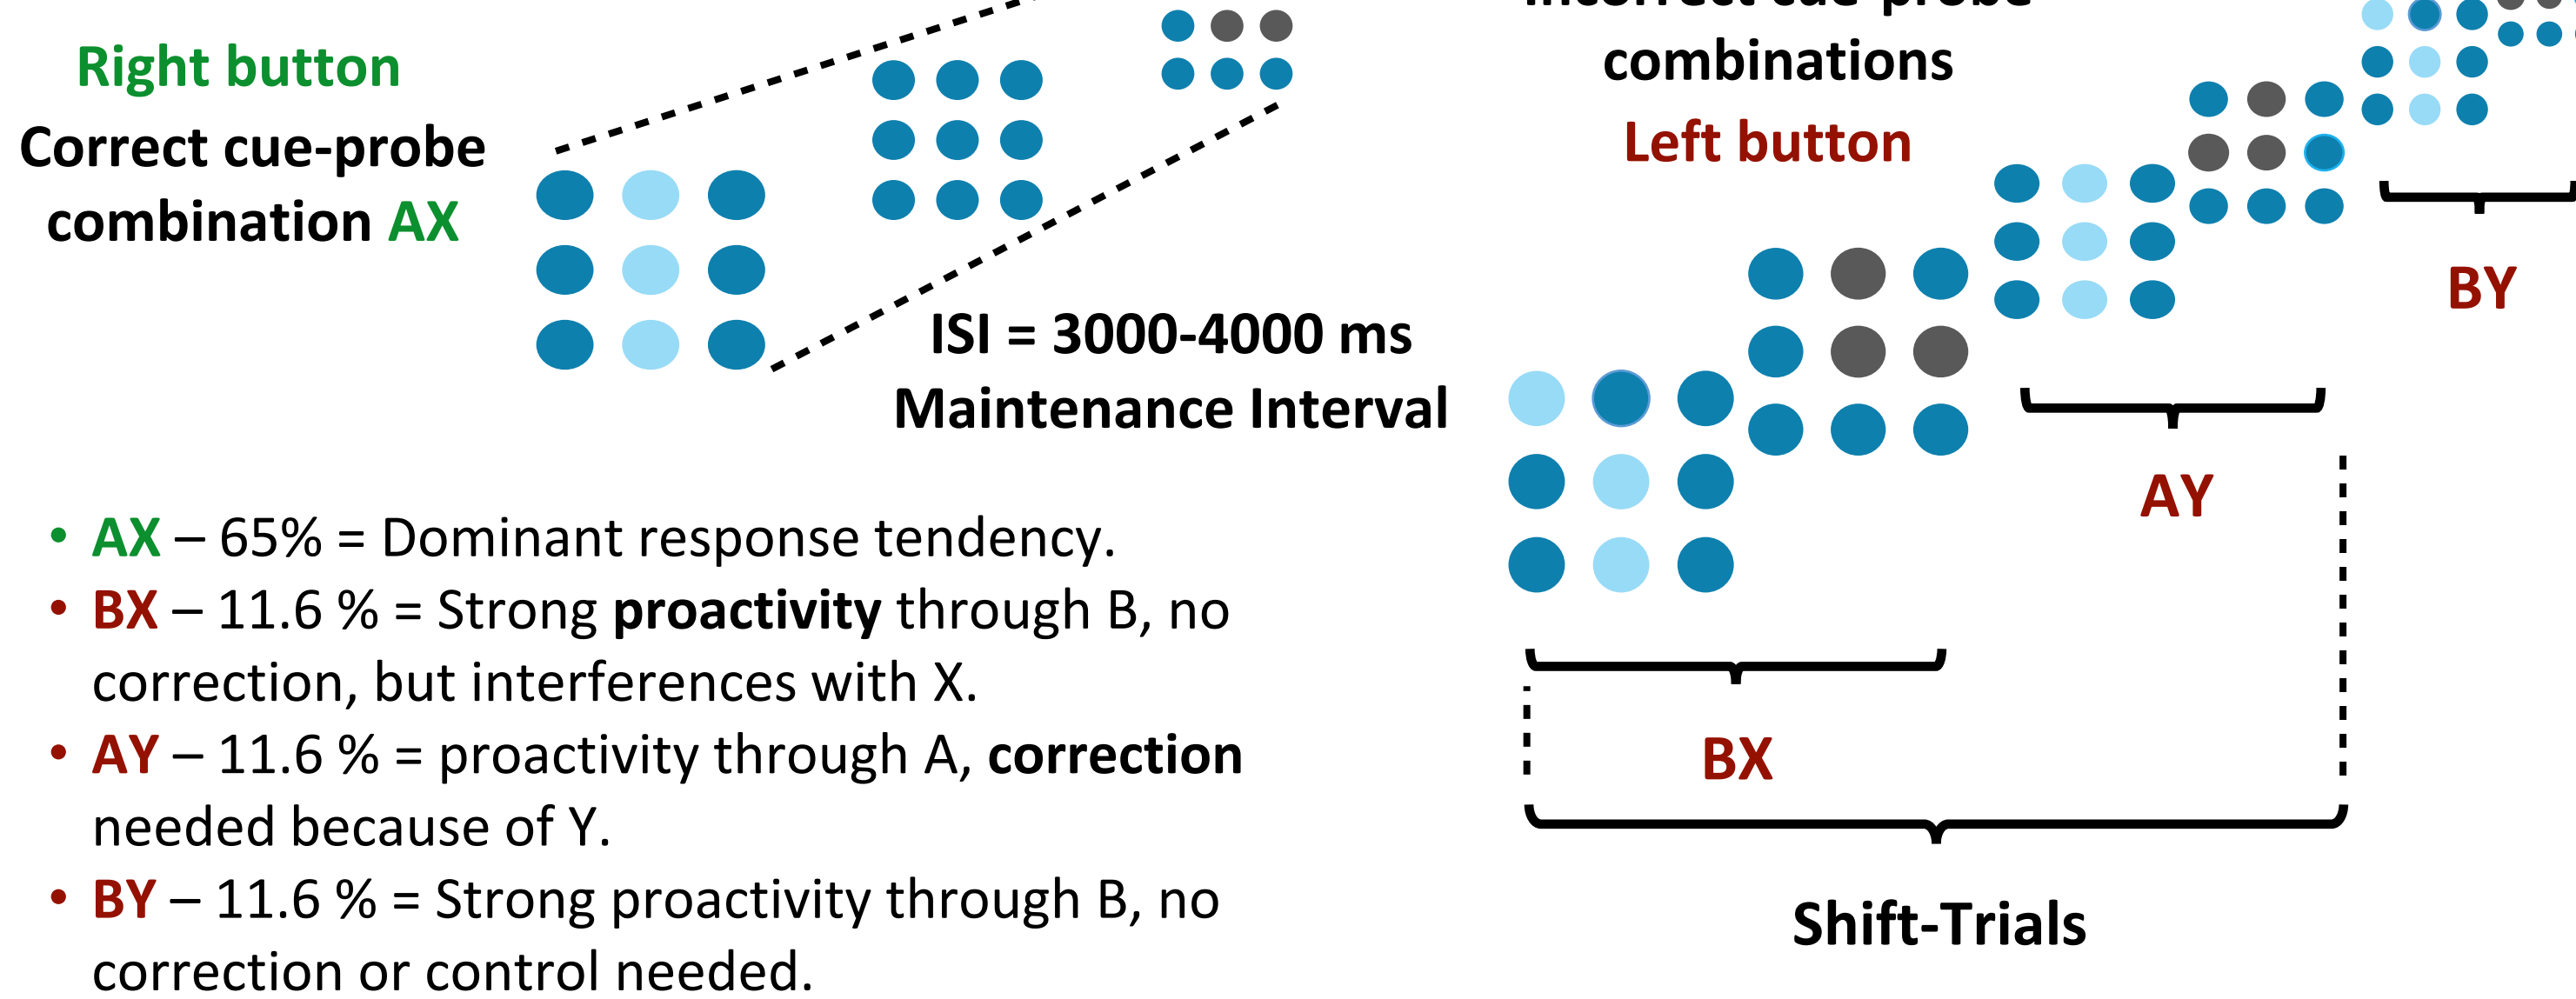 Right button
Correct cue-probe
combination AX
ISI = 3000-4000 ms
Maintenance Interval
• AX – 65% = Dominant response tendency.
• BX – 11.6 % = Strong proactivity through B, no
correction, but interferences with X.
• AY – 11.6 % = proactivity through A, correction
needed because of Y.
• BY – 11.6 % = Strong proactivity through B, no
correction or control needed.
incorrect cue-probe
combinations
Left button
BY
AY
BX
Shift-Trials